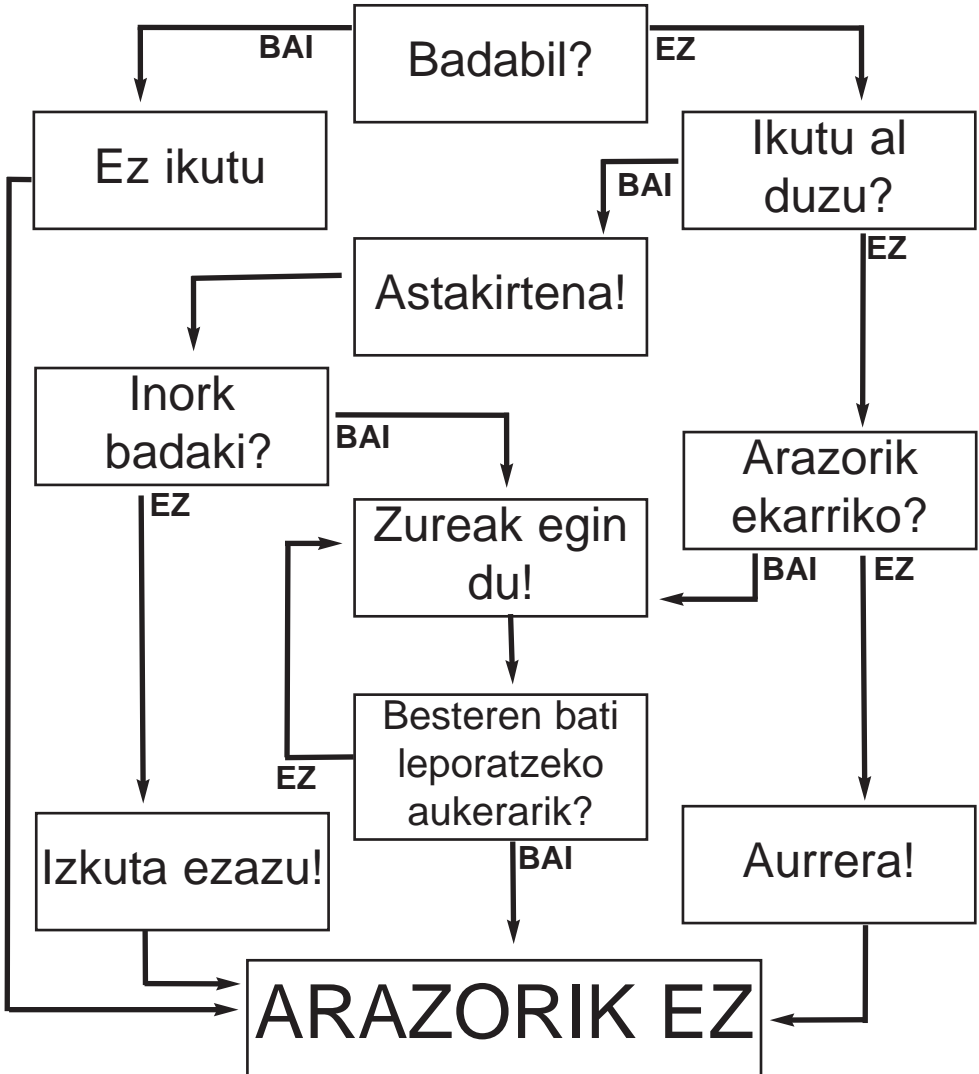 Badabil?
BAI
EZ
Ez ikutu
Ikutu al
duzu?
BAI
EZ
Astakirtena!
Inork
badaki?
BAI
EZ
Arazorik
ekarriko?
BAI
EZ
Zureak egin
du!
Besteren bati
leporatzeko
aukerarik?
EZ
BAI
Izkuta ezazu!
Aurrera!
ARAZORIK EZ